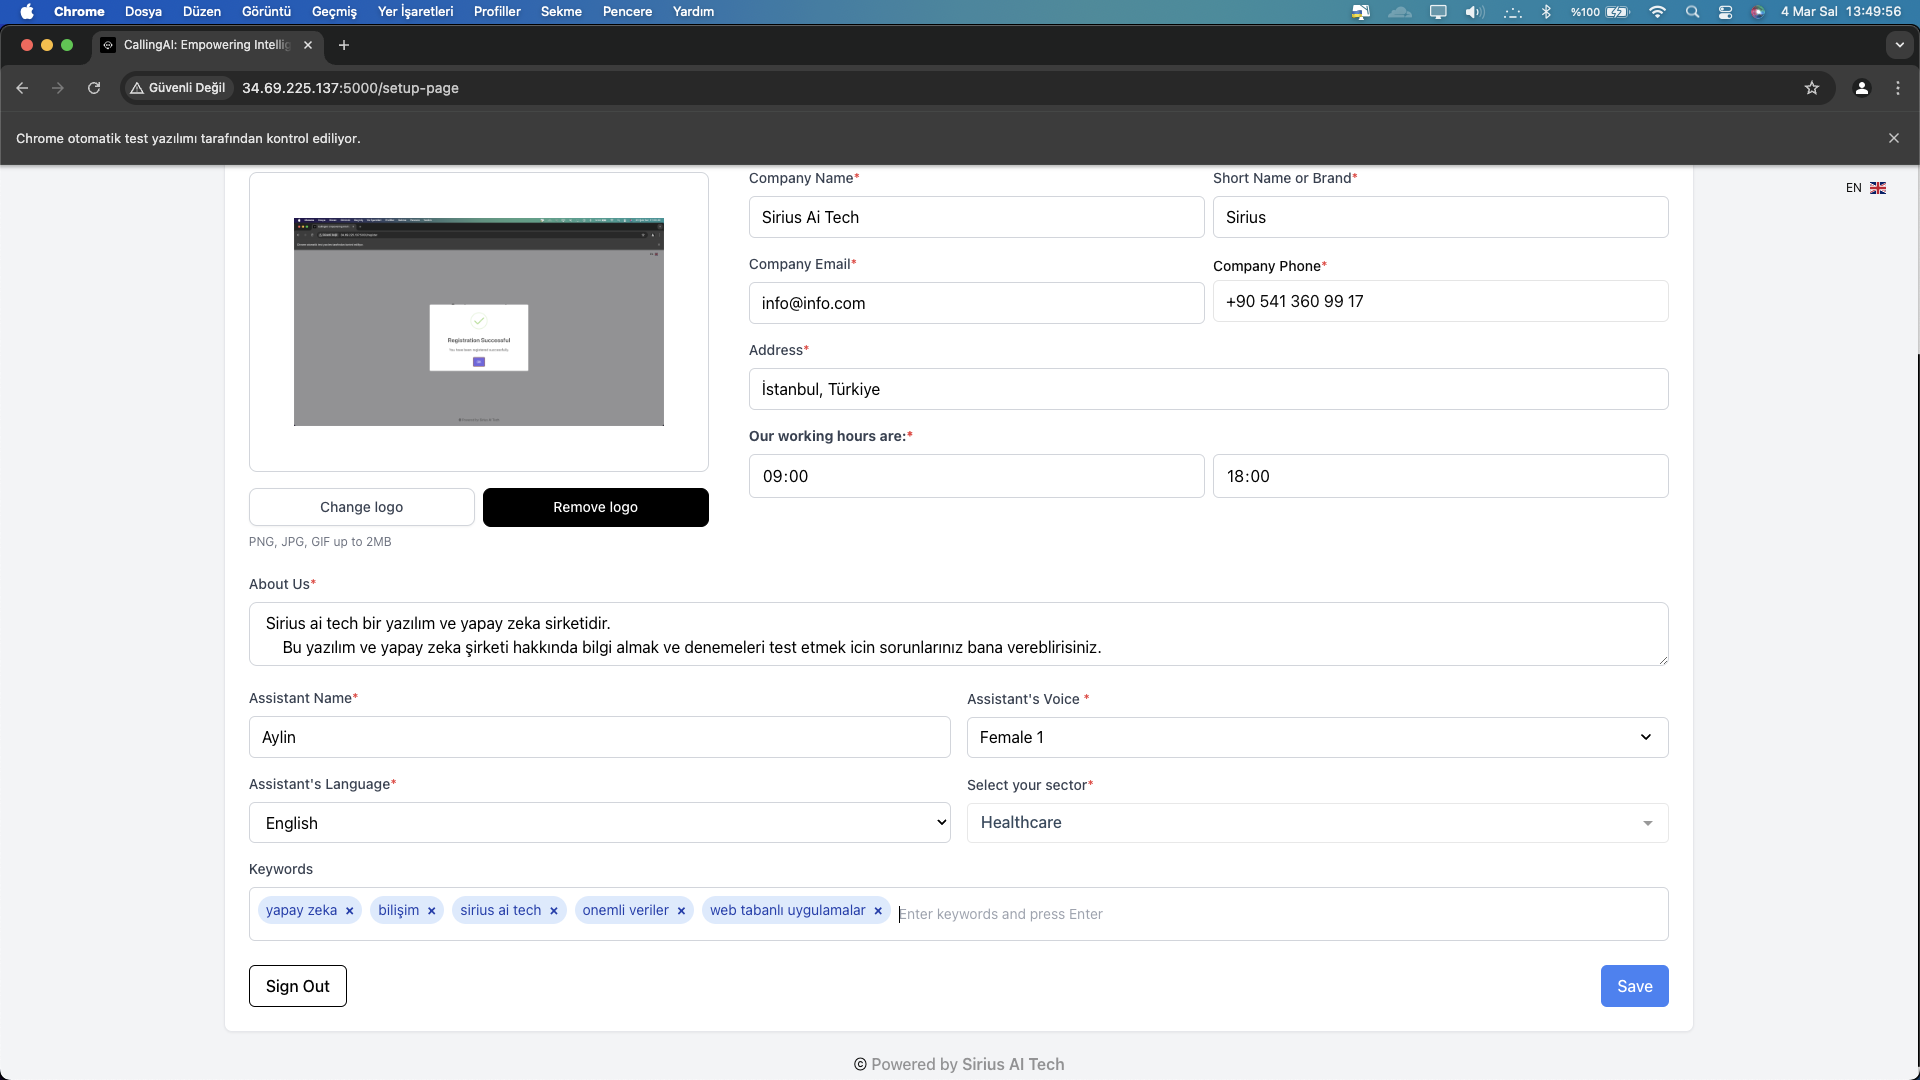 Chrome Dosya Düzen Görüntü Geçmiş Yer İşaretleri Profiller Sekme Pencere Yardım %100 4 Mar Sal 13:49:56
CallingAI: Empowering Intellig
Güvenli Değil 34.69.225.137:5000/setup-page
Chrome otomatik test yazılımı tarafından kontrol ediliyor.
EN
Registration Successful
Change logo Remove logo
PNG, JPG, GIF up to 2MB
Company Name* Short Name or Brand*
Sirius Ai Tech Sirius
Company Email* Company Phone*
info@info.com +90 541 360 99 17
Address*
İstanbul, Türkiye
Our working hours are:*
09:00 18:00
About Us*
Sirius ai tech bir yazılım ve yapay zeka sirketidir.
Bu yazılım ve yapay zeka şirketi hakkında bilgi almak ve denemeleri test etmek icin sorunlarınız bana vereblirisiniz.
Assistant Name* Assistant's Voice *
Aylin Female 1
Assistant's Language* Select your sector*
English Healthcare
Keywords
yapay zeka × bilişim × sirius ai tech × onemli veriler × web tabanlı uygulamalar × Enter keywords and press Enter
Sign Out Save
© Powered by Sirius AI Tech